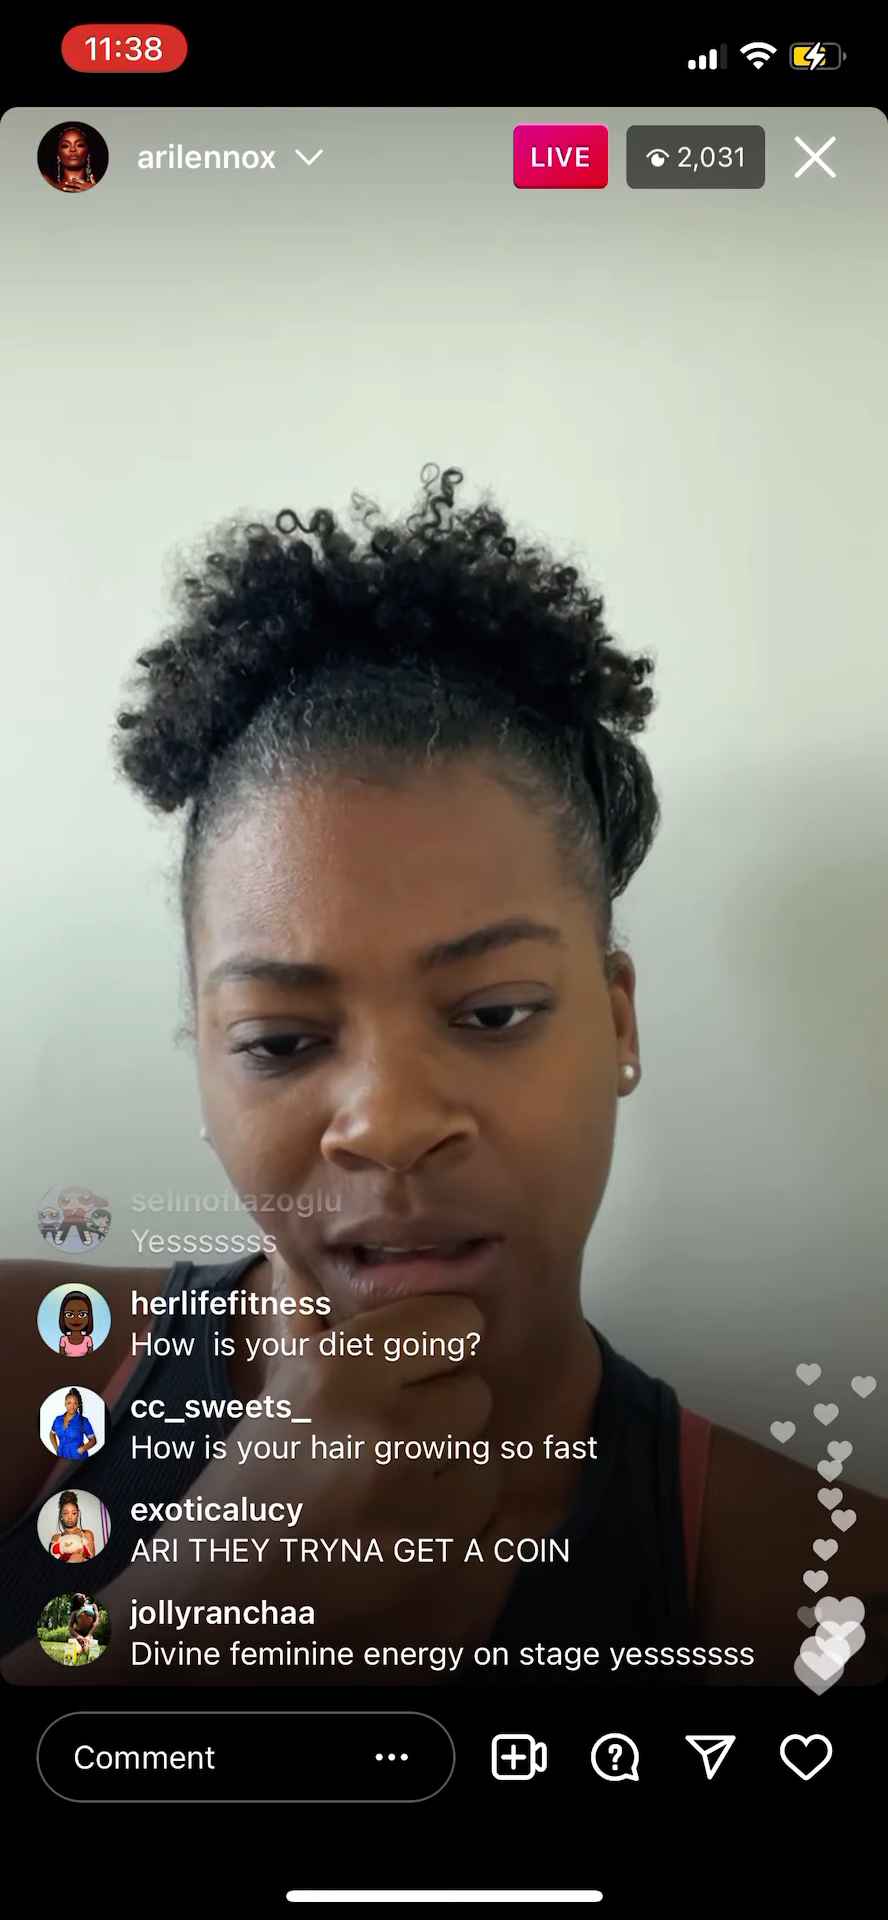 11:38
arilennox
LIVE
2,031
selinofiazoglu
Yesssssss
herlifefitness
How is your diet going?
cc_sweets_
How is your hair growing so fast
exoticalucy
ARI THEY TRYNA GET A COIN
jollyranchaa
Divine feminine energy on stage yesssssss
Comment